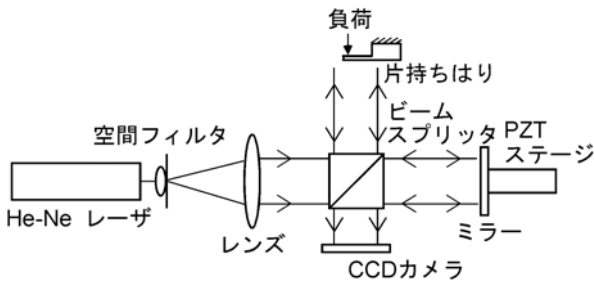 負荷
片持ちはり
ビーム
スプリッタ
PZT
ステージ
空間フィルタ
He-Ne レーザ
レンズ
ミラー
CCDカメラ